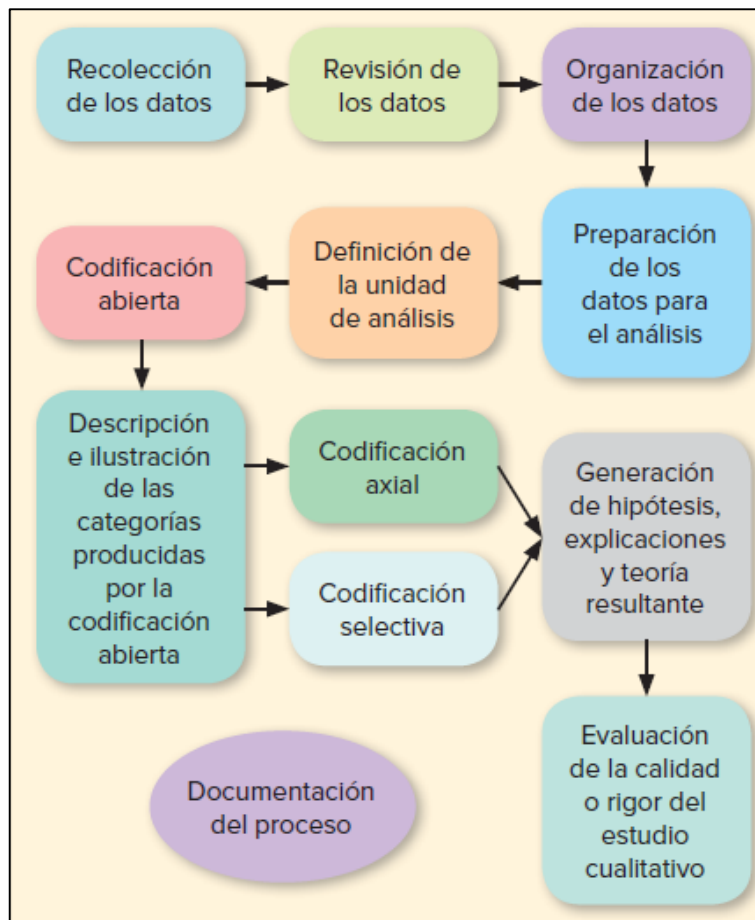 Recolección
de los datos
Revisión de
los datos
Organización
de los datos
Preparación
de los
datos para
el análisis
Definición de
la unidad
de análisis
Codificación
abierta
Descripción
e ilustración
de las
categorías
producidas
por la
codificación
abierta
Codificación
axial
Codificación
selectiva
Generación
de hipótesis,
explicaciones
y teoría
resultante
Evaluación
de la calidad
o rigor del
estudio
cualitativo
Documentación
del proceso